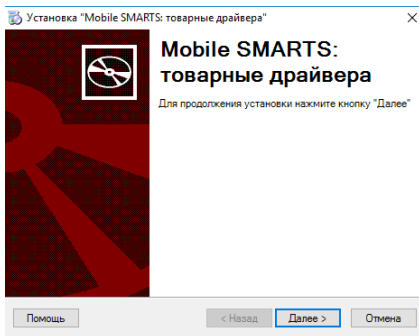 Установка "Mobile SMARTS: товарные драйвера"
Mobile SMARTS:
товарные драйвера
Для продолжения установки нажмите кнопку "Далее"
Помощь
< Назад
Далее >
Отмена